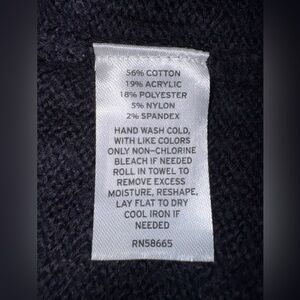 56% COTTON
19% ACRYLIC
18% POLYESTER
5% NYLON
2% SPANDEX
HAND WASH COLD,
WITH LIKE COLORS
ONLY NON-CHLORINE
BLEACH IF NEEDED
ROLL IN TOWEL TO
REMOVE EXCESS
MOISTURE, RESHAPE,
LAY FLAT TO DRY
COOL IRON IF
NEEDED
RN58665